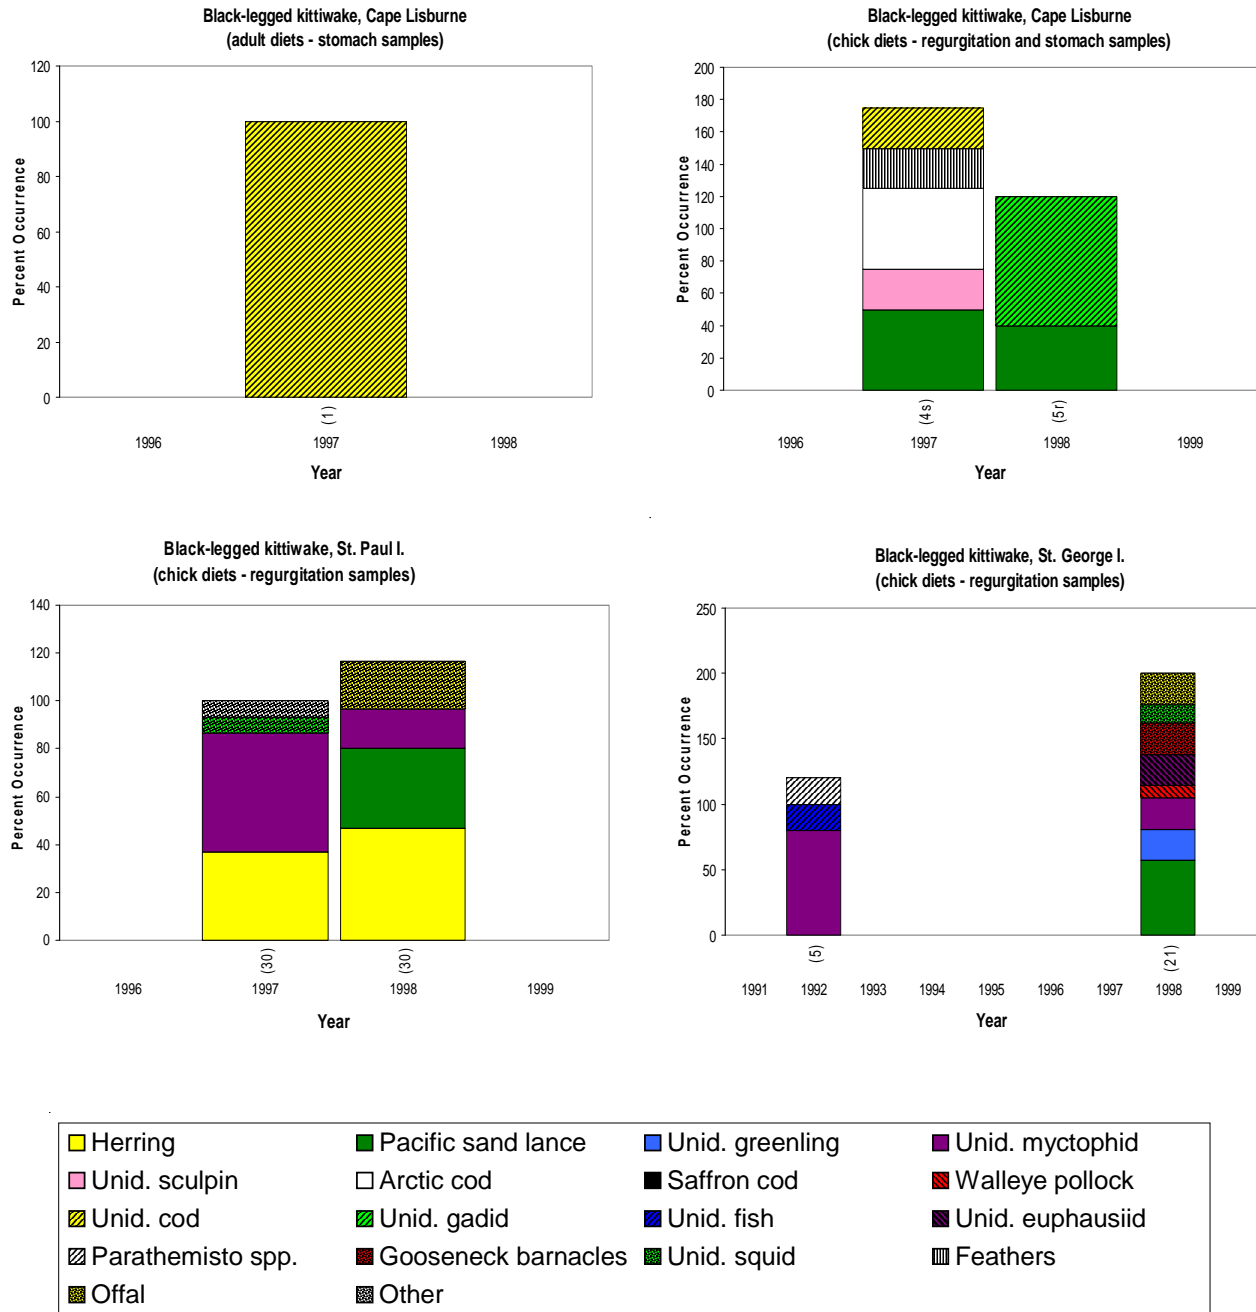 Black-legged kittiwake, Cape Lisburne
(adult diets - stomach samples)
120
100
80
60
40
20
0
Percent Occurrence
(1)
1996 1997 1998
Year
Black-legged kittiwake, Cape Lisburne
(chick diets - regurgitation and stomach samples)
200
180
160
140
120
100
80
60
40
20
0
Percent Occurrence
(4s) (5r)
1996 1997 1998 1999
Year
Black-legged kittiwake, St. Paul I.
(chick diets - regurgitation samples)
140
120
100
80
60
40
20
0
Percent Occurrence
(30) (30)
1996 1997 1998 1999
Year
Black-legged kittiwake, St. George I.
(chick diets - regurgitation samples)
250
200
150
100
50
0
Percent Occurrence
(5) (21)
1991 1992 1993 1994 1995 1996 1997 1998 1999
Year
Herring Pacific sand lance Unid. greenling Unid. myctophid
Unid. sculpin Arctic cod Saffron cod Walleye pollock
Unid. cod Unid. gadid Unid. fish Unid. euphausiid
Parathemisto spp. Gooseneck barnacles Unid. squid Feathers
Offal Other